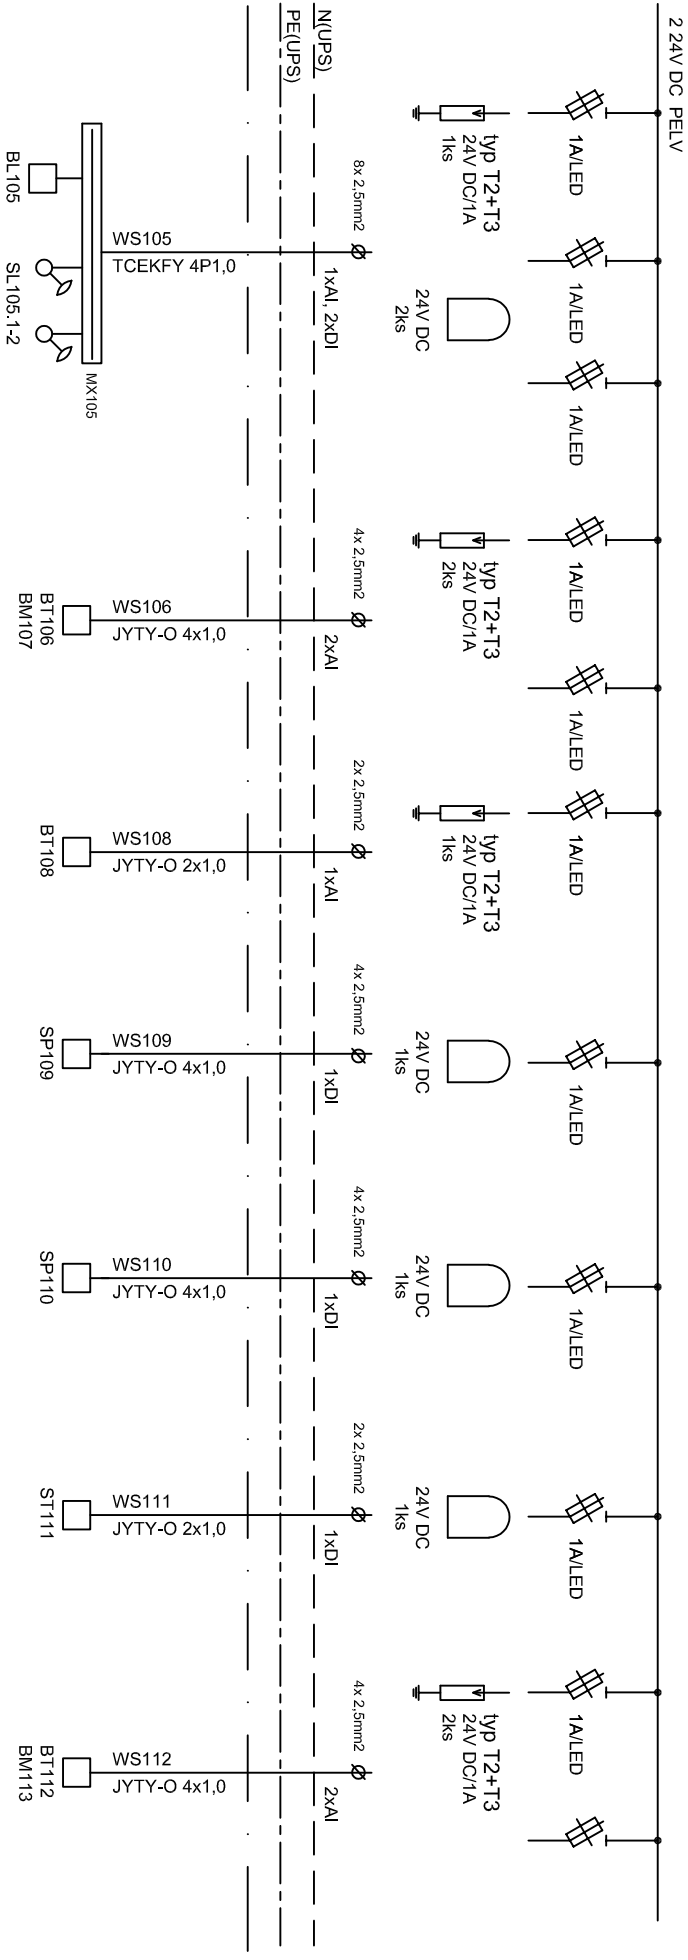 2 24V DC PELV
1A/LED
1A/LED
1A/LED
1A/LED
1A/LED
1A/LED
1A/LED
1A/LED
1A/LED
1A/LED
typ T2+T3
24V DC/1A
1ks
24V DC
2ks
typ T2+T3
24V DC/1A
2ks
typ T2+T3
24V DC/1A
1ks
24V DC
1ks
24V DC
1ks
24V DC
1ks
typ T2+T3
24V DC/1A
2ks
8x 2,5mm2
4x 2,5mm2
2x 2,5mm2
4x 2,5mm2
4x 2,5mm2
2x 2,5mm2
4x 2,5mm2
N(UPS)
1xAI, 2xDI
2xAI
1xAI
1xDI
1xDI
1xDI
2xAI
PE(UPS)
WS105
TCEKFY 4P1,0
WS106
JYTY-O 4x1,0
WS108
JYTY-O 2x1,0
WS109
JYTY-O 4x1,0
WS110
JYTY-O 4x1,0
WS111
JYTY-O 2x1,0
WS112
JYTY-O 4x1,0
MX105
BL105
SL105.1-2
BT106
BM107
BT108
SP109
SP110
ST111
BT112
BM113